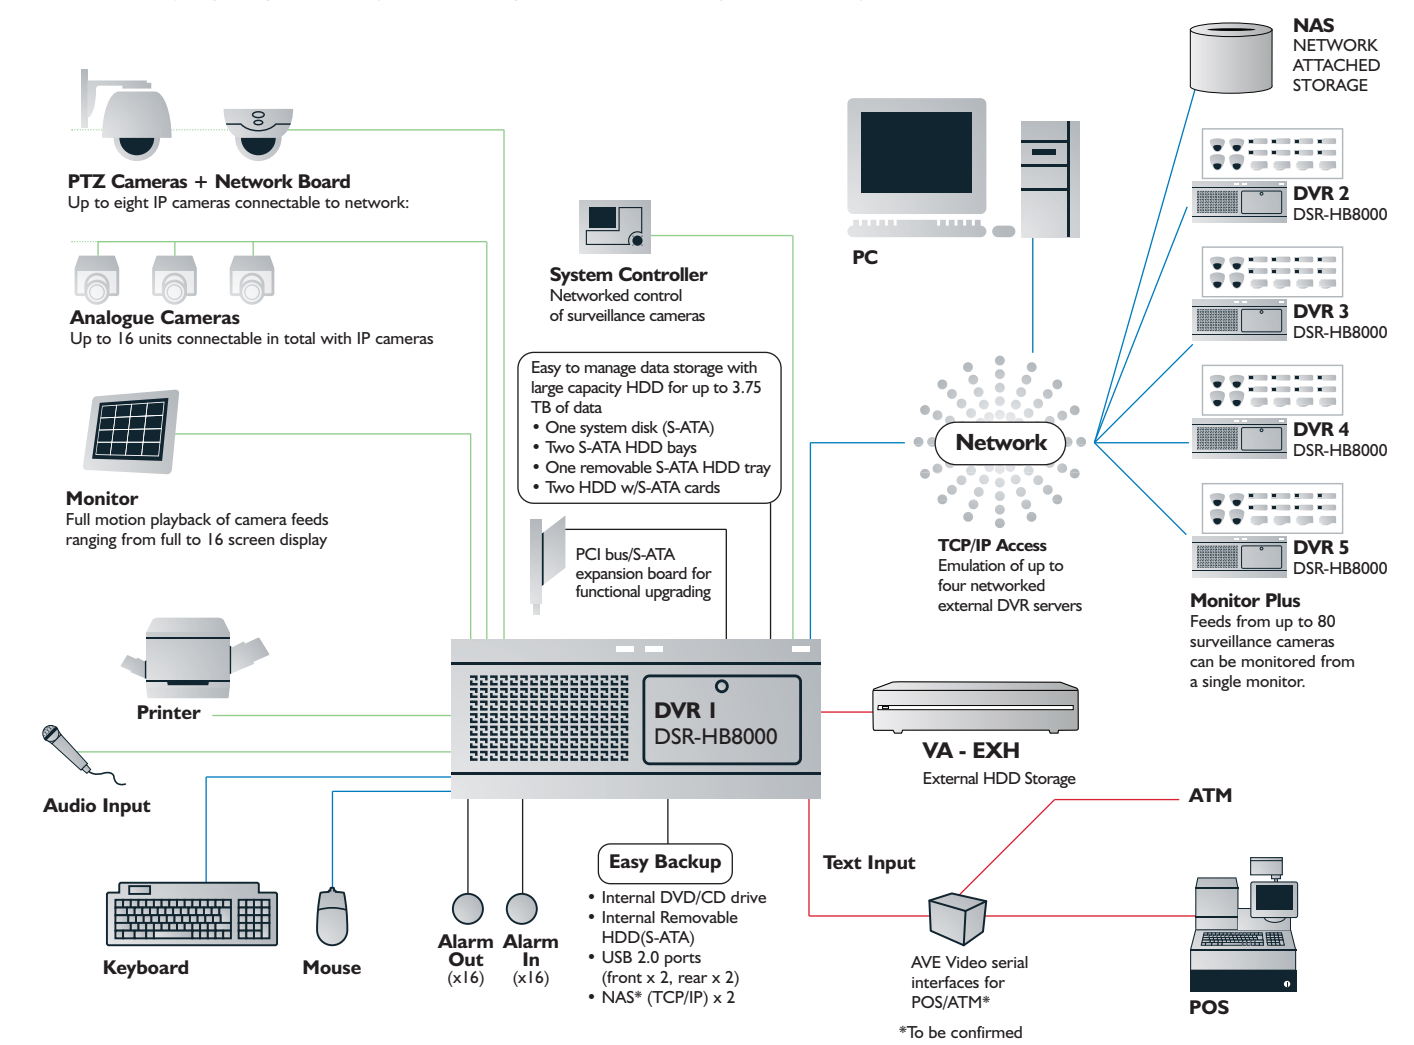 NAS
NETWORK
ATTACHED
STORAGE
PTZ Cameras + Network Board
Up to eight IP cameras connectable to network:
Analogue Cameras
Up to 16 units connectable in total with IP cameras
Monitor
Full motion playback of camera feeds
ranging from full to 16 screen display
Printer
Audio Input
Keyboard
Mouse
System Controller
Networked control
of surveillance cameras
Easy to manage data storage with
large capacity HDD for up to 3.75
TB of data
• One system disk (S-ATA)
• Two S-ATA HDD bays
• One removable S-ATA HDD tray
• Two HDD w/S-ATA cards
PCI bus/S-ATA
expansion board for
functional upgrading
DVR 1
DSR-HB8000
Alarm
Out
(x16)
Alarm
In
(x16)
Easy Backup
• Internal DVD/CD drive
• Internal Removable
HDD(S-ATA)
• USB 2.0 ports
(front x 2, rear x 2)
• NAS* (TCP/IP) x 2
PC
Network
TCP/IP Access
Emulation of up to
four networked
external DVR servers
DVR 2
DSR-HB8000
DVR 3
DSR-HB8000
DVR 4
DSR-HB8000
DVR 5
DSR-HB8000
Monitor Plus
Feeds from up to 80
surveillance cameras
can be monitored from
a single monitor.
VA - EXH
External HDD Storage
ATM
Text Input
AVE Video serial
interfaces for
POS/ATM*
*To be confirmed
POS